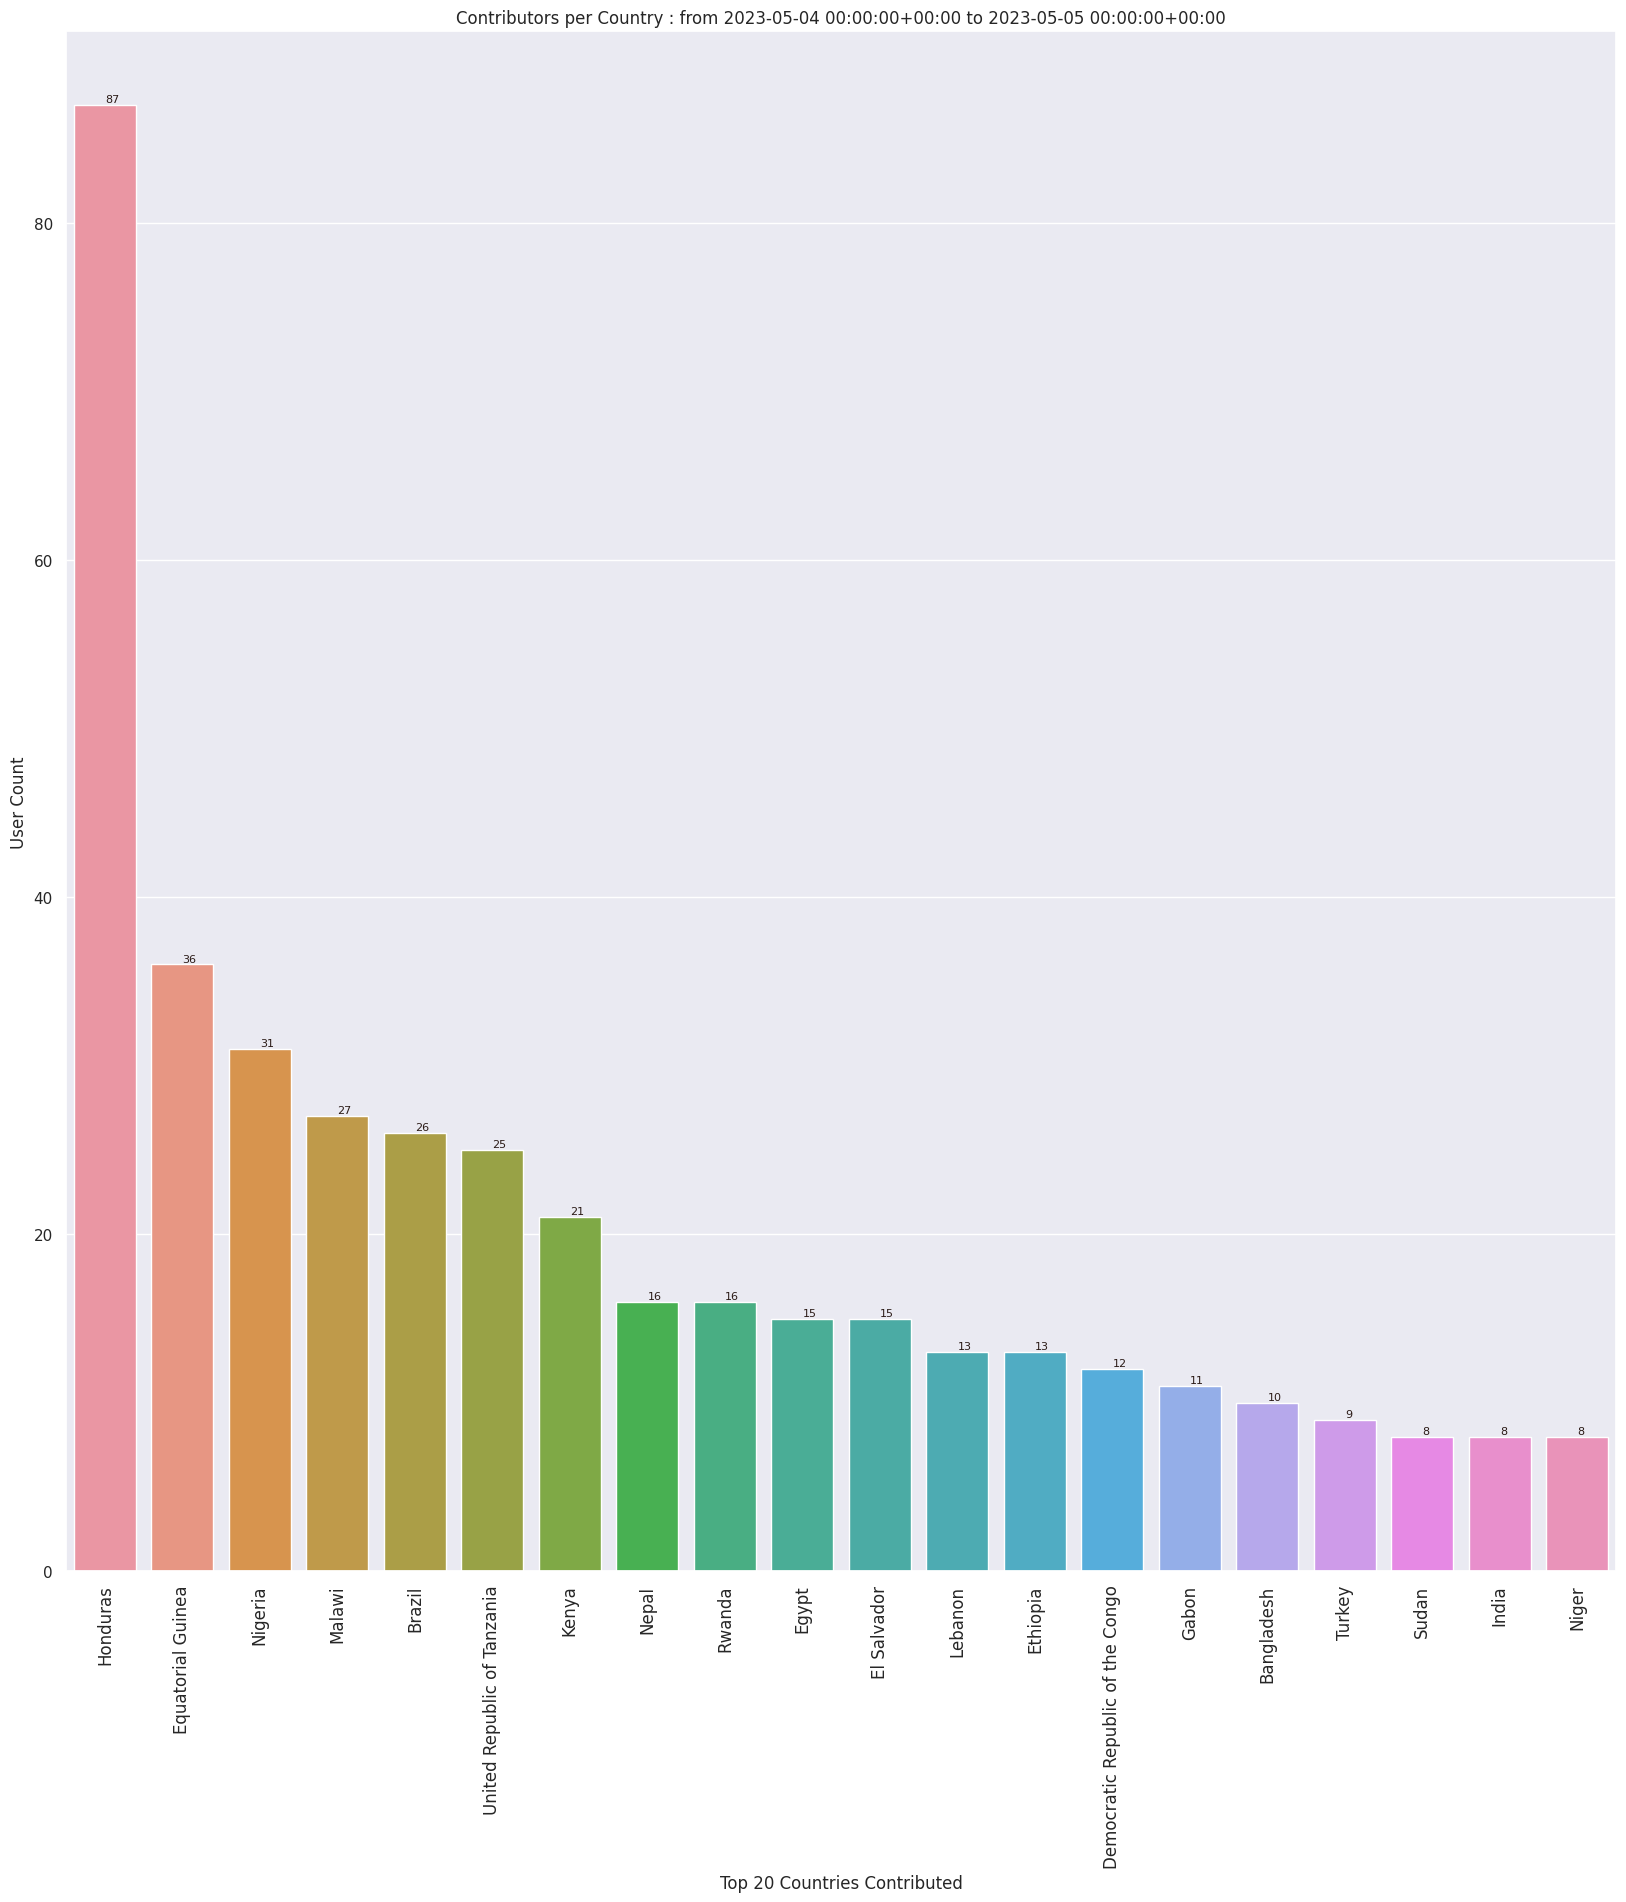 Contributors per Country : from 2023-05-04 00:00:00+00:00 to 2023-05-05 00:00:00+00:00
User Count
80
60
40
20
0
87
36
31
27
26
25
21
16
16
15
15
13
13
12
11
10
9
8
8
8
Honduras
Equatorial Guinea
Nigeria
Malawi
Brazil
United Republic of Tanzania
Kenya
Nepal
Rwanda
Egypt
El Salvador
Lebanon
Ethiopia
Democratic Republic of the Congo
Gabon
Bangladesh
Turkey
Sudan
India
Niger
Top 20 Countries Contributed